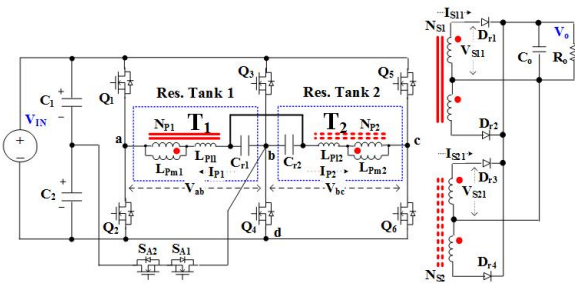 I_S11
D_r1
N_S1
V_S11
V_o
C_o
R_o
D_r2
Q_1
Q_3
Q_5
Res. Tank 1
Res. Tank 2
C_1
V_IN
N_P1
T_1
T_2
N_P2
a
b
c
L_Pl1
C_r1
C_r2
L_Pl2
L_Pm1
I_P1
I_P2
L_Pm2
V_ab
V_bc
C_2
Q_2
Q_4
d
Q_6
S_A2
S_A1
I_S21
D_r3
V_S21
N_S2
D_r4